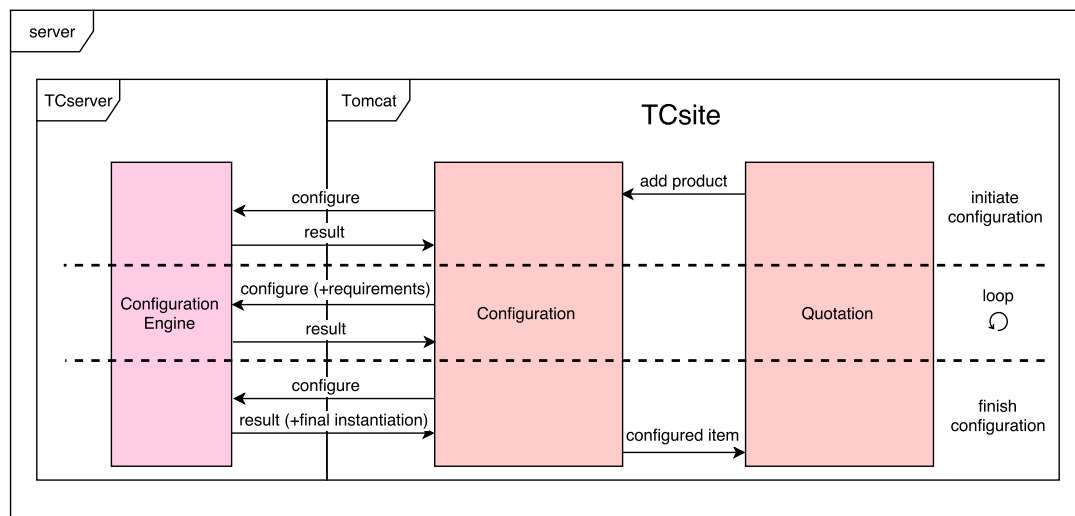 server
TCserver
Tomcat
TCsite
add product
configure
initiate
configuration
result
configure (+requirements)
Configuration
Engine
Configuration
Quotation
loop
result
configure
finish
configuration
result (+final instantiation)
configured item